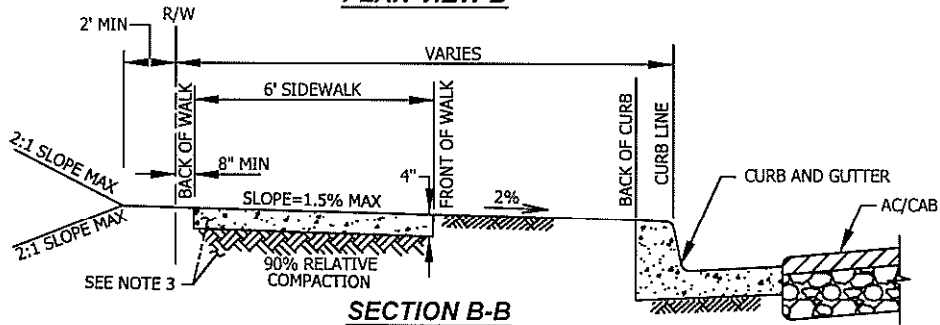 R/W
2' MIN
VARIES
6' SIDEWALK
BACK OF WALK
FRONT OF WALK
BACK OF CURB
CURB LINE
2:1 SLOPE MAX
8" MIN
4"
CURB AND GUTTER
SLOPE=1.5% MAX
2%
AC/CAB
2:1 SLOPE MAX
SEE NOTE 3
90% RELATIVE
COMPACTION
SECTION B-B